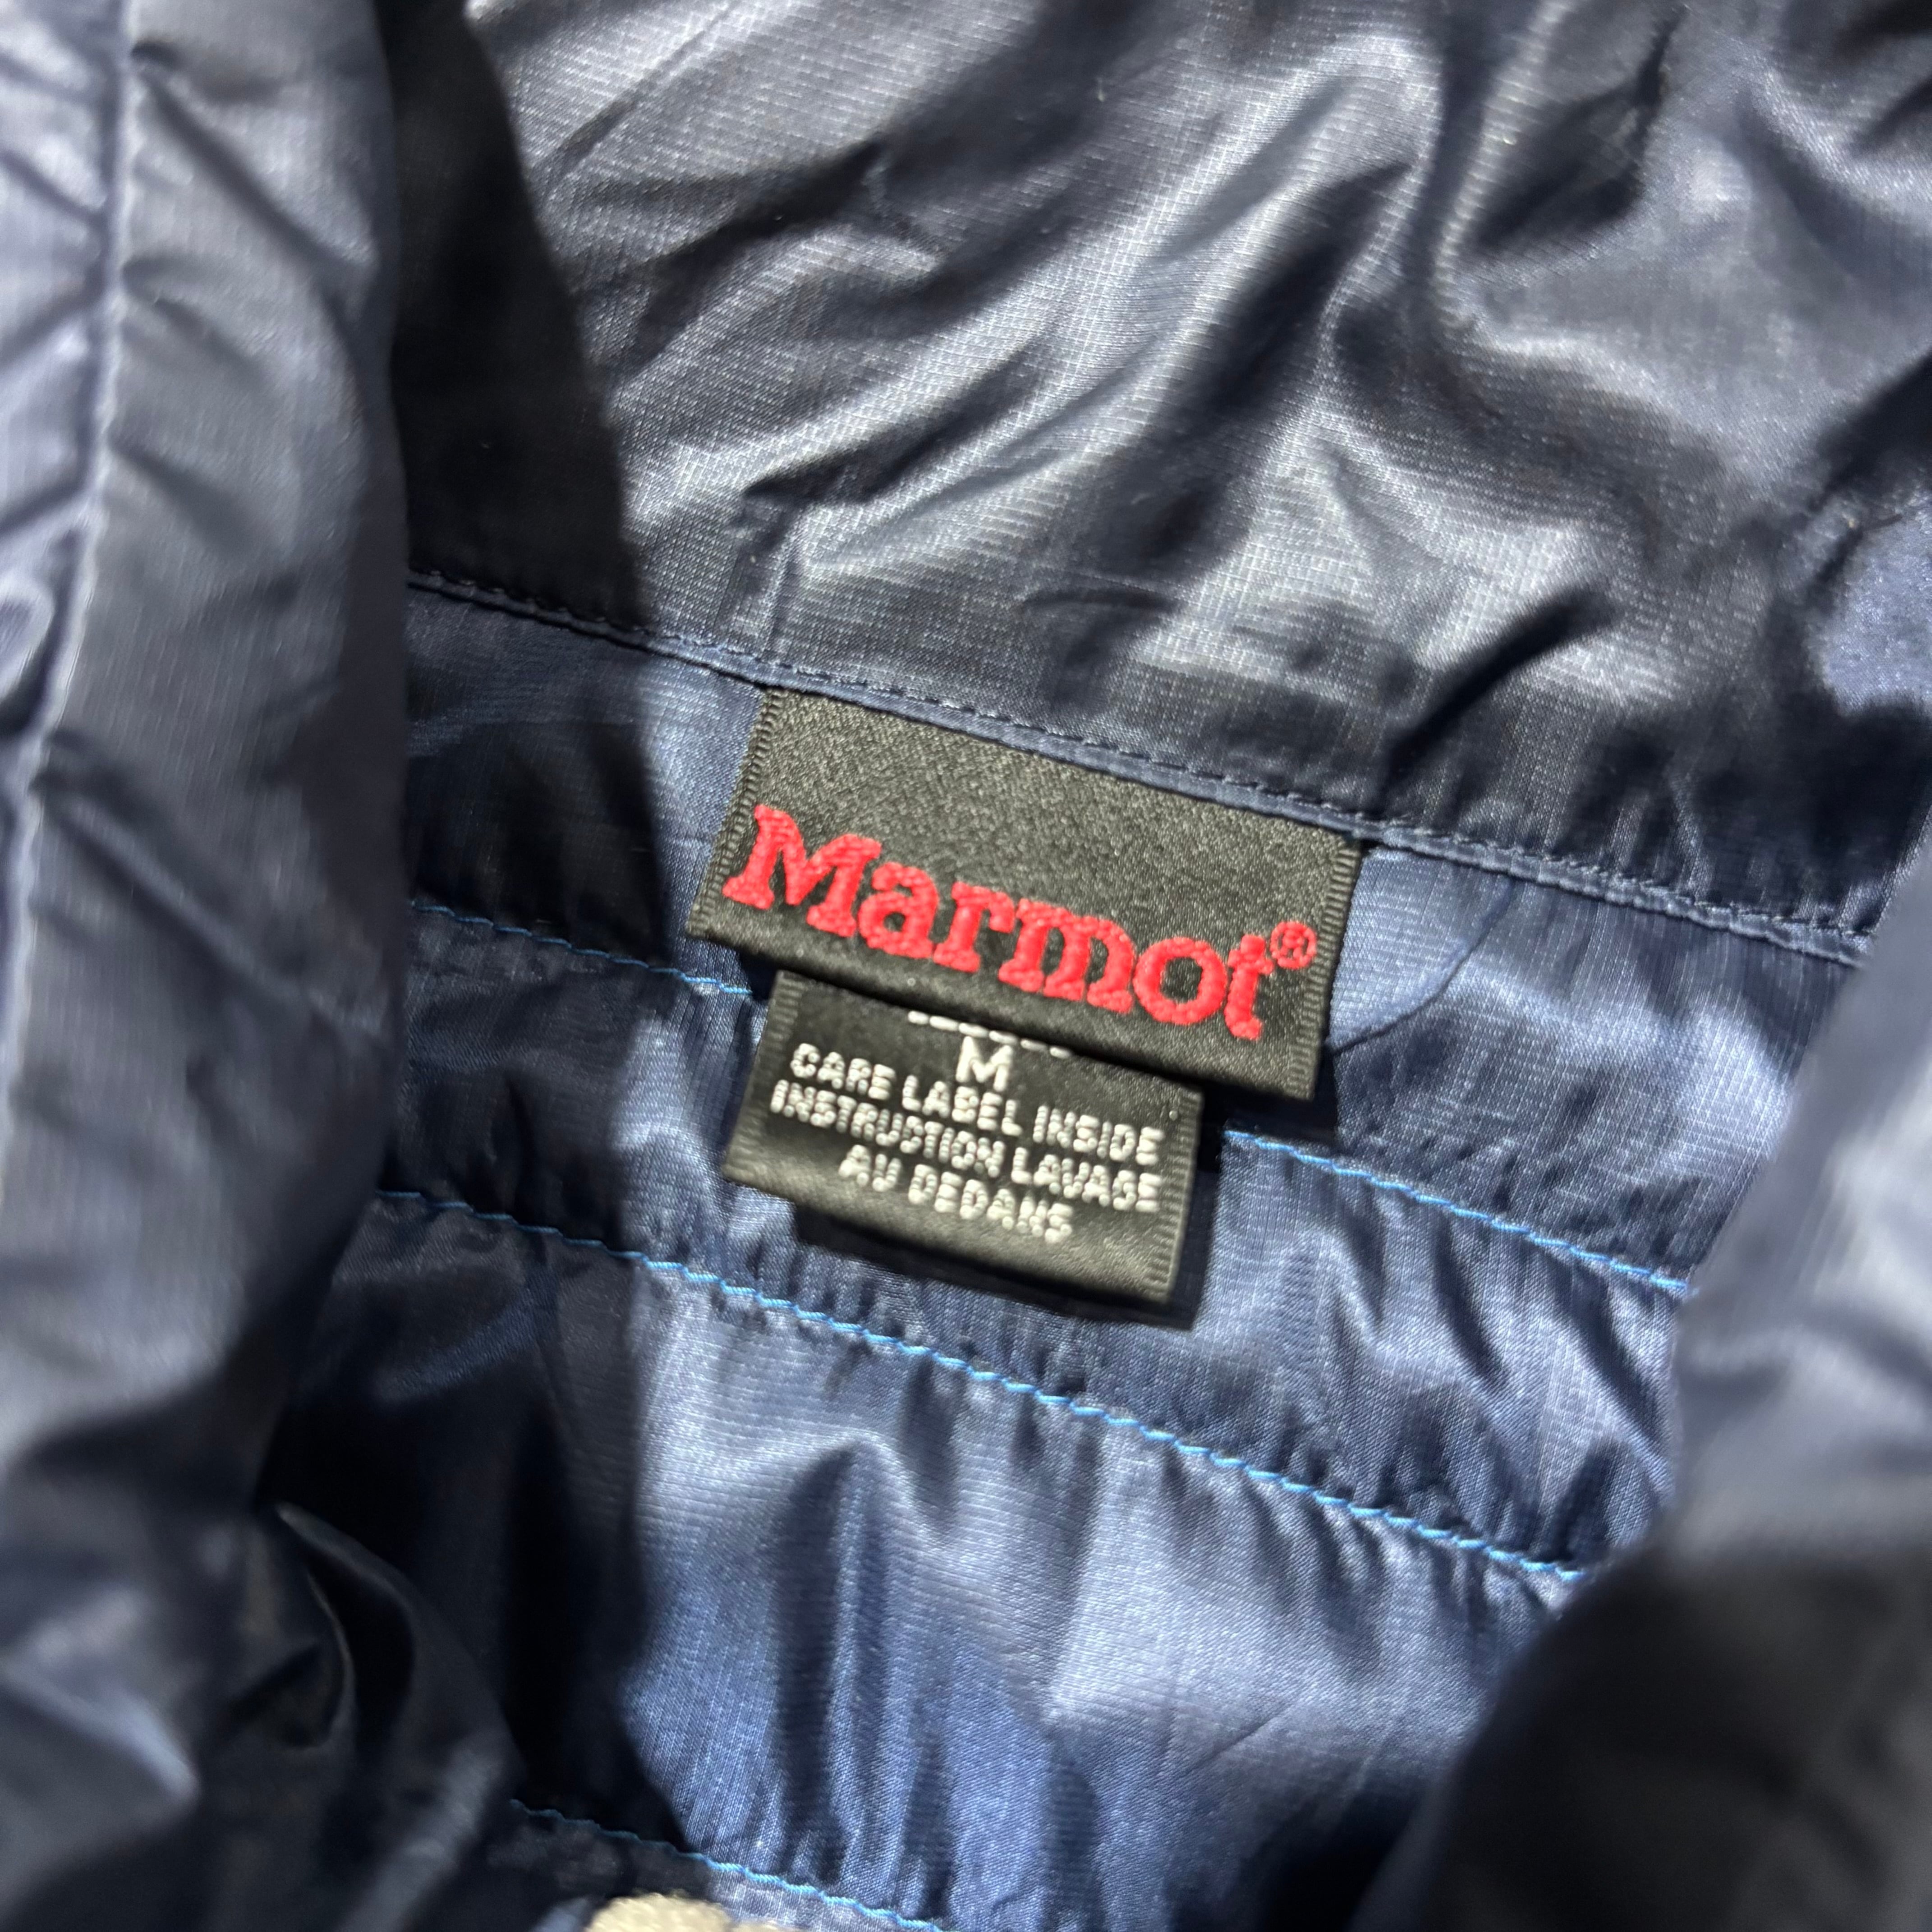 Marmot®
M
CARE LABEL INSIDE
INSTRUCTION LAVAGE
AU DEDANS